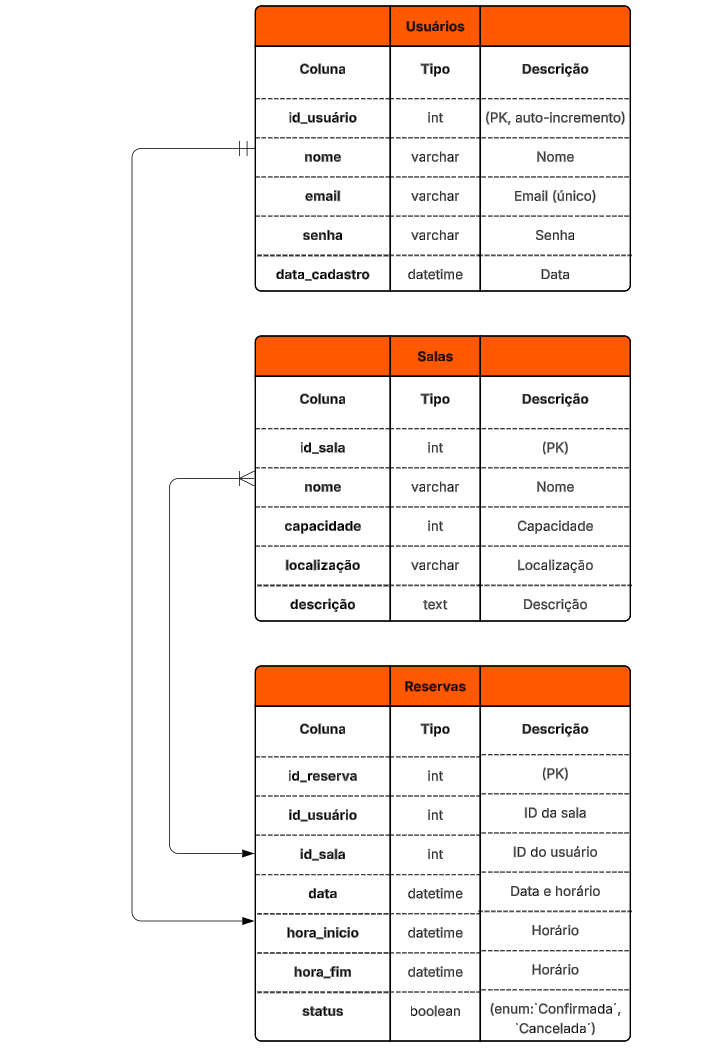 Usuários
Coluna Tipo Descrição
id_usuário int (PK, auto-incremento)
nome varchar Nome
email varchar Email (único)
senha varchar Senha
data_cadastro datetime Data
Salas
Coluna Tipo Descrição
id_sala int (PK)
nome varchar Nome
capacidade int Capacidade
localização varchar Localização
descrição text Descrição
Reservas
Coluna Tipo Descrição
id_reserva int (PK)
id_usuário int ID da sala
id_sala int ID do usuário
data datetime Data e horário
hora_inicio datetime Horário
hora_fim datetime Horário
status boolean (enum:`Confirmada´,
`Cancelada´)